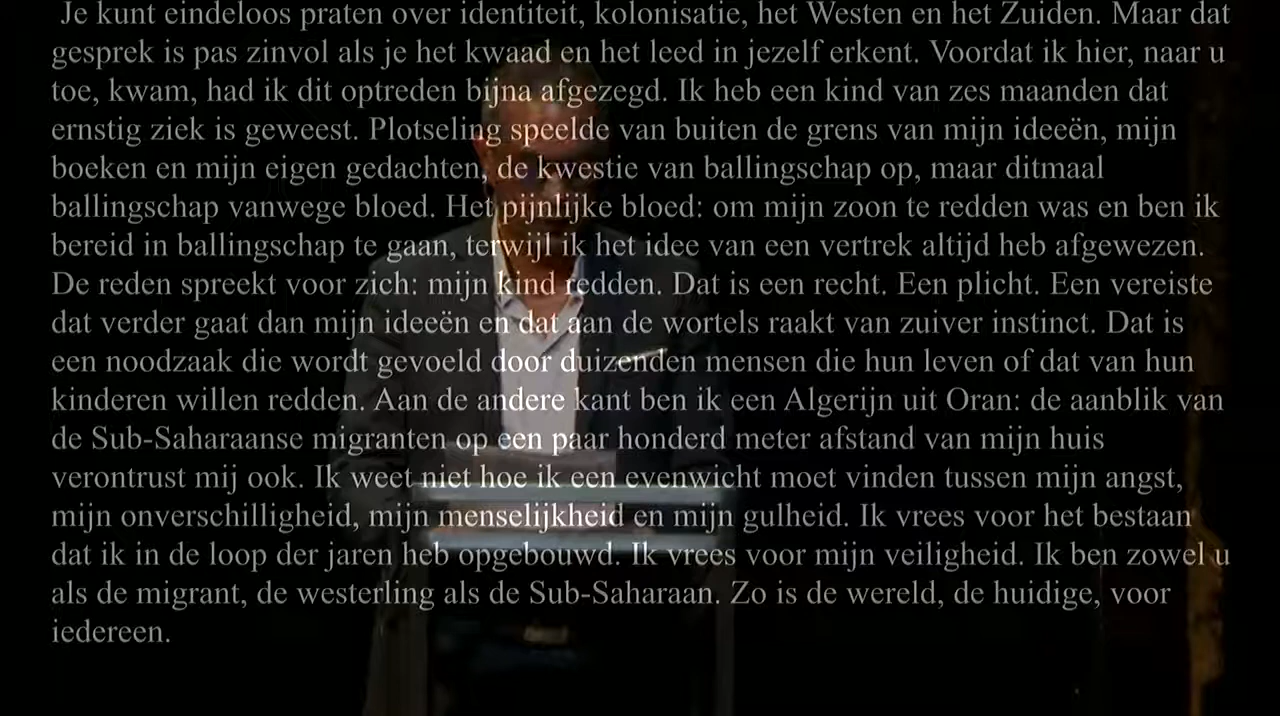 Je kunt eindeloos praten over identiteit, kolonisatie, het Westen en het Zuiden. Maar dat
gesprek is pas zinvol als je het kwaad en het leed in jezelf erkent. Voordat ik hier, naar u
toe, kwam, had ik dit optreden bijna afgezegd. Ik heb een kind van zes maanden dat
ernstig ziek is geweest. Plotseling speelde van buiten de grens van mijn ideeën, mijn
boeken en mijn eigen gedachten, de kwestie van ballingschap op, maar ditmaal
ballingschap vanwege bloed. Het pijnlijke bloed: om mijn zoon te redden was en ben ik
bereid in ballingschap te gaan, terwijl ik het idee van een vertrek altijd heb afgewezen.
De reden spreekt voor zich: mijn kind redden. Dat is een recht. Een plicht. Een vereiste
dat verder gaat dan mijn ideeën en dat aan de wortels raakt van zuiver instinct. Dat is
een noodzaak die wordt gevoeld door duizenden mensen die hun leven of dat van hun
kinderen willen redden. Aan de andere kant ben ik een Algerijn uit Oran: de aanblik van
de Sub-Saharaanse migranten op een paar honderd meter afstand van mijn huis
verontrust mij ook. Ik weet niet hoe ik een evenwicht moet vinden tussen mijn angst,
mijn onverschilligheid, mijn menselijkheid en mijn gulheid. Ik vrees voor het bestaan
dat ik in de loop der jaren heb opgebouwd. Ik vrees voor mijn veiligheid. Ik ben zowel u
als de migrant, de westerling als de Sub-Saharaan. Zo is de wereld, de huidige, voor
iedereen.